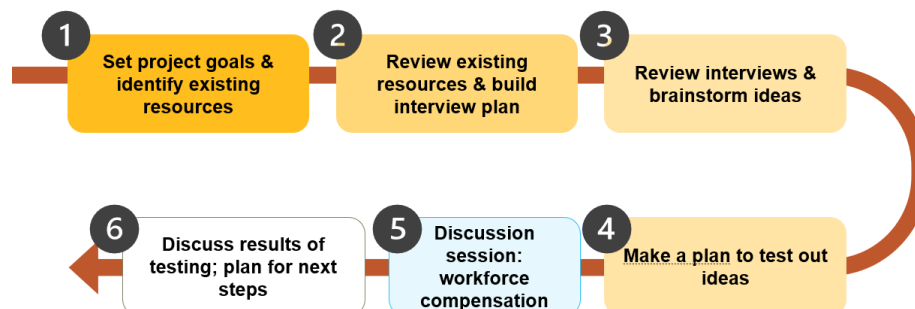 1
Set project goals &
identify existing
resources
2
Review existing
resources & build
interview plan
3
Review interviews &
brainstorm ideas
4
Make a plan to test out
ideas
5
Discussion
session:
workforce
compensation
6
Discuss results of
testing; plan for next
steps